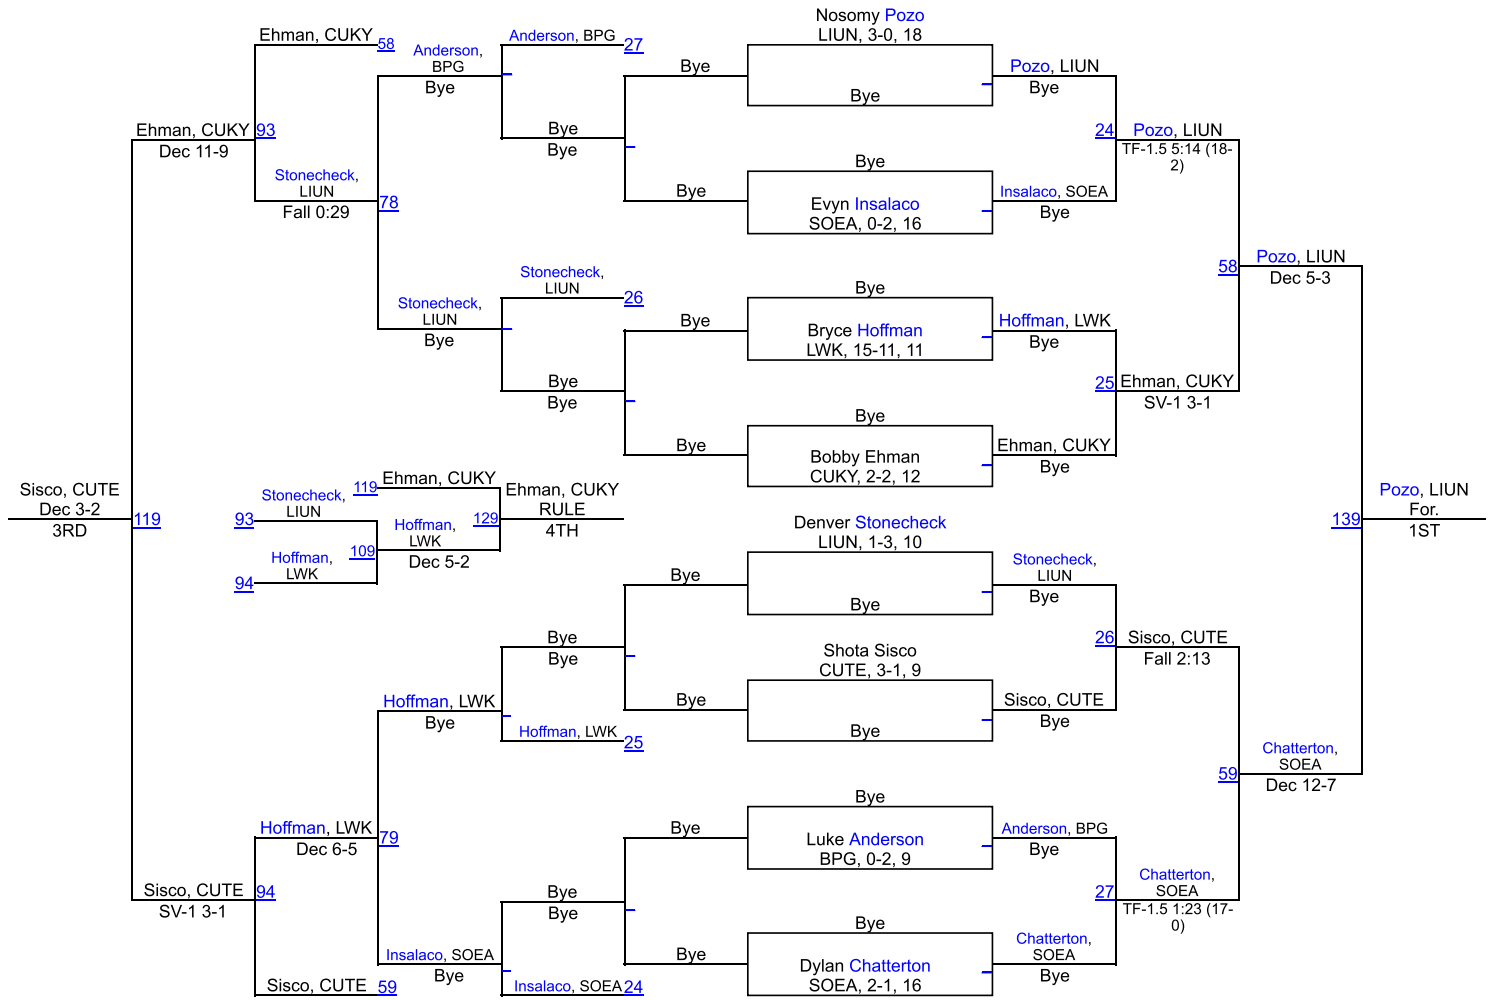 Nosomy Pozo
LIUN, 3-0, 18
Bye
Bye
Evyn Insalaco
SOEA, 0-2, 16
Bye
Bryce Hoffman
LWK, 15-11, 11
Bye
Bobby Ehman
CUKY, 2-2, 12
Denver Stonecheck
LIUN, 1-3, 10
Bye
Shota Sisco
CUTE, 3-1, 9
Bye
Luke Anderson
BPG, 0-2, 9
Bye
Dylan Chatterton
SOEA, 2-1, 16
Pozo, LIUN
Bye
Insalaco, SOEA
Bye
Hoffman, LWK
Bye
Ehman, CUKY
Bye
Stonecheck,
LIUN
Bye
Sisco, CUTE
Bye
Anderson, BPG
Bye
Chatterton,
SOEA
Bye
24
Pozo, LIUN
TF-1.5 5:14 (18-
2)
25
Ehman, CUKY
SV-1 3-1
26
Sisco, CUTE
Fall 2:13
27
Chatterton,
SOEA
TF-1.5 1:23 (17-
0)
58
Pozo, LIUN
Dec 5-3
59
Chatterton,
SOEA
Dec 12-7
139
Pozo, LIUN
For.
1ST
Bye
Bye
Bye
Bye
Bye
Bye
Bye
Bye
Anderson, BPG
27
Bye
Bye
Stonecheck,
LIUN
26
Bye
Bye
Bye
Bye
Hoffman, LWK
25
Bye
Bye
Insalaco, SOEA
24
Anderson,
BPG
Bye
Stonecheck,
LIUN
Bye
Hoffman, LWK
Bye
Insalaco, SOEA
Bye
Ehman, CUKY
58
Stonecheck,
LIUN
Fall 0:29
78
Hoffman, LWK
Dec 6-5
79
Sisco, CUTE
59
Ehman, CUKY
Dec 11-9
93
Sisco, CUTE
SV-1 3-1
94
Sisco, CUTE
Dec 3-2
3RD
119
Stonecheck,
LIUN
93
Hoffman,
LWK
94
119
Ehman, CUKY
109
Hoffman,
LWK
Dec 5-2
129
Ehman, CUKY
RULE
4TH